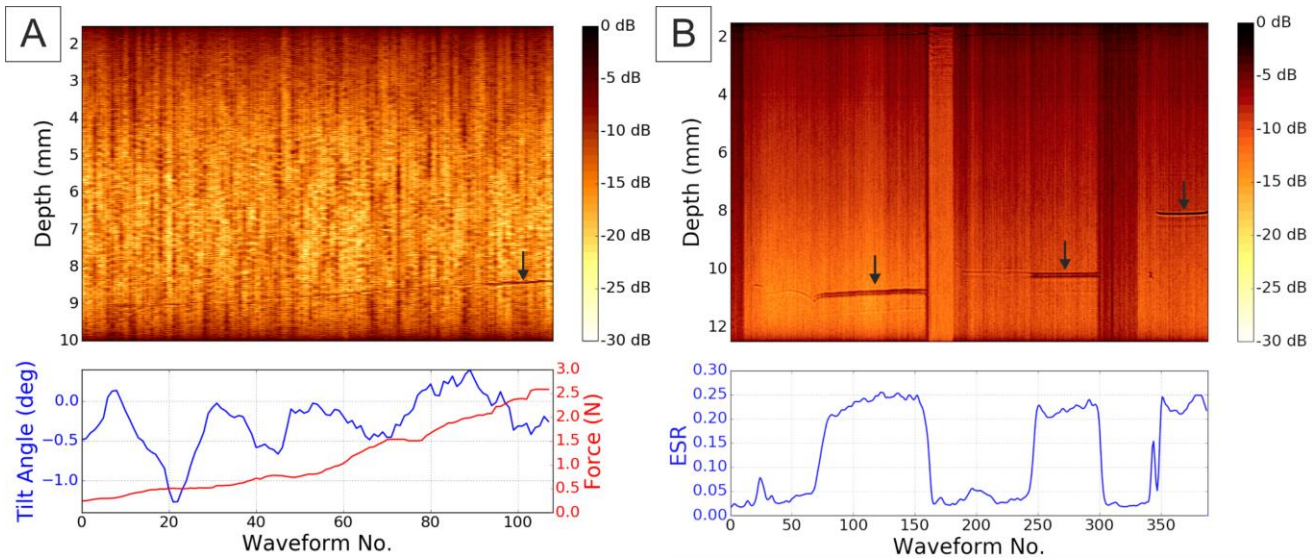 A
2
3
4
5
6
7
8
9
10
Depth (mm)
0 dB
-5 dB
-10 dB
-15 dB
-20 dB
-25 dB
-30 dB
B
2
4
6
8
10
12
Depth (mm)
0 dB
-5 dB
-10 dB
-15 dB
-20 dB
-25 dB
-30 dB
Tilt Angle (deg)
0.0
-0.5
-1.0
3.0
2.5
2.0
1.5
1.0
0.5
0.0
Force (N)
0 20 40 60 80 100
Waveform No.
ESR
0.30
0.25
0.20
0.15
0.10
0.05
0.00
0 50 100 150 200 250 300 350
Waveform No.